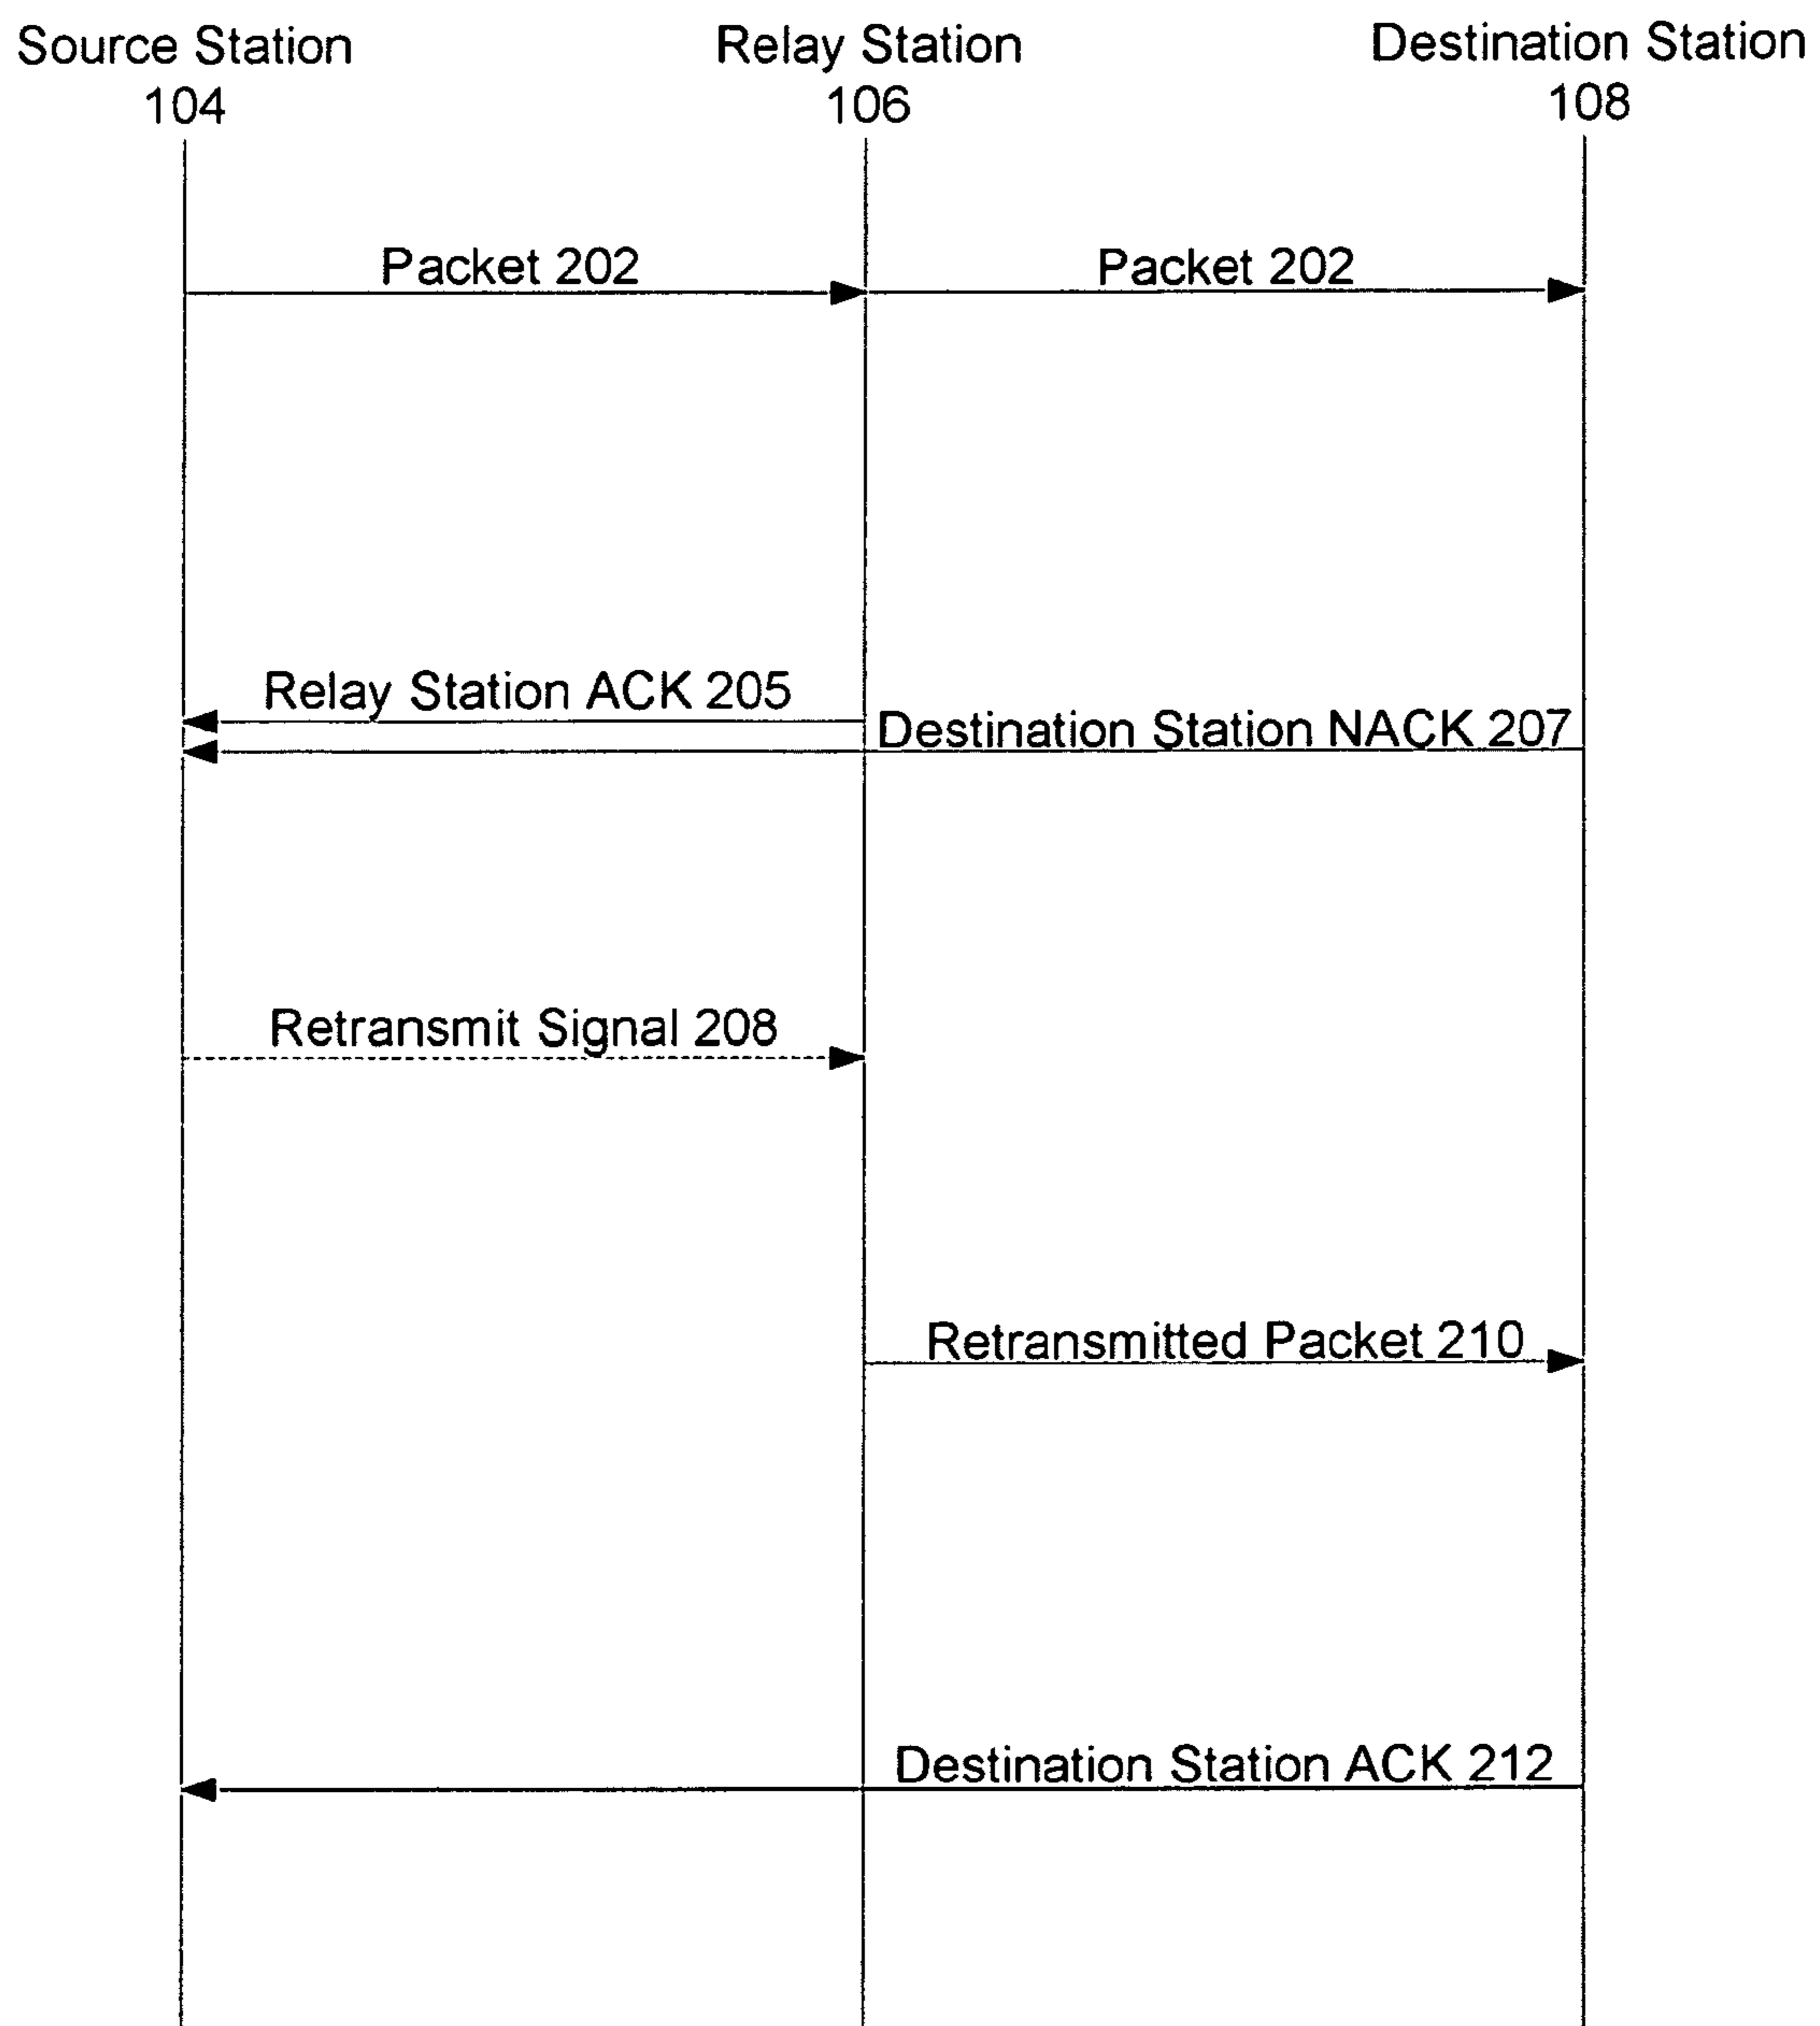 Source Station
104
Relay Station
106
Destination Station
108
Packet 202
Packet 202
Relay Station ACK 205
Destination Station NACK 207
Retransmit Signal 208
Retransmitted Packet 210
Destination Station ACK 212